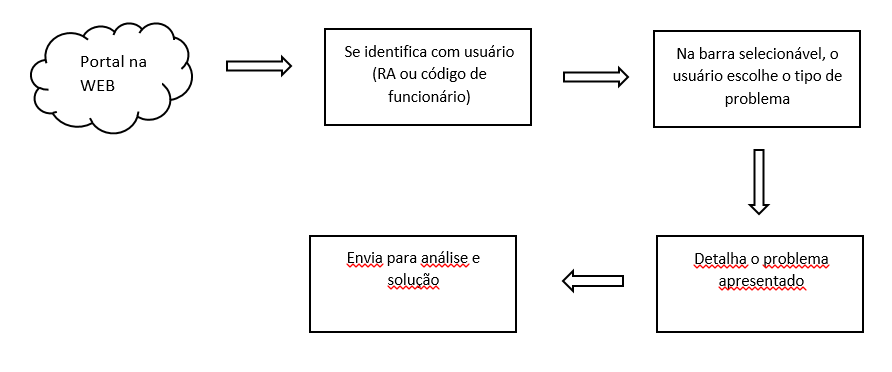 Portal na
WEB
Se identifica com usuário
(RA ou código de
funcionário)
Na barra selecionável, o
usuário escolhe o tipo de
problema
Detalha o problema
apresentado
Envia para análise e
solução